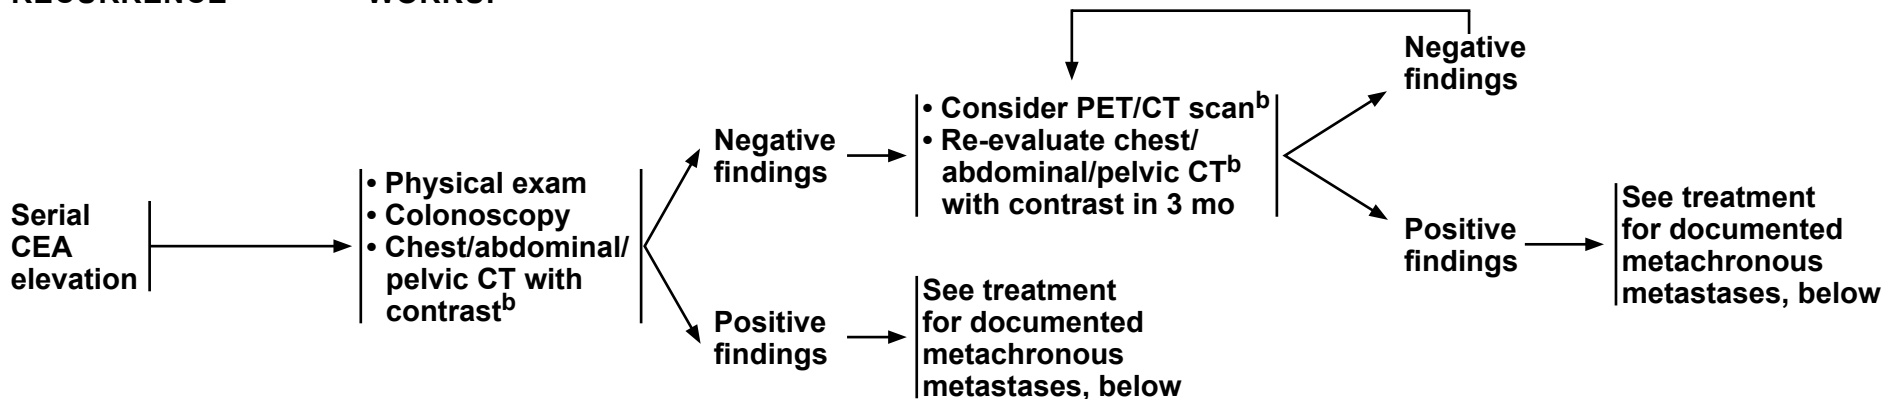 Serial
CEA
elevation
• Physical exam
• Colonoscopy
• Chest/abdominal/
pelvic CT with
contrastb
Negative
findings
Positive
findings
• Consider PET/CT scanb
• Re-evaluate chest/
abdominal/pelvic CTb
with contrast in 3 mo
See treatment
for documented
metachronous
metastases, below
Negative
findings
Positive
findings
See treatment
for documented
metachronous
metastases, below